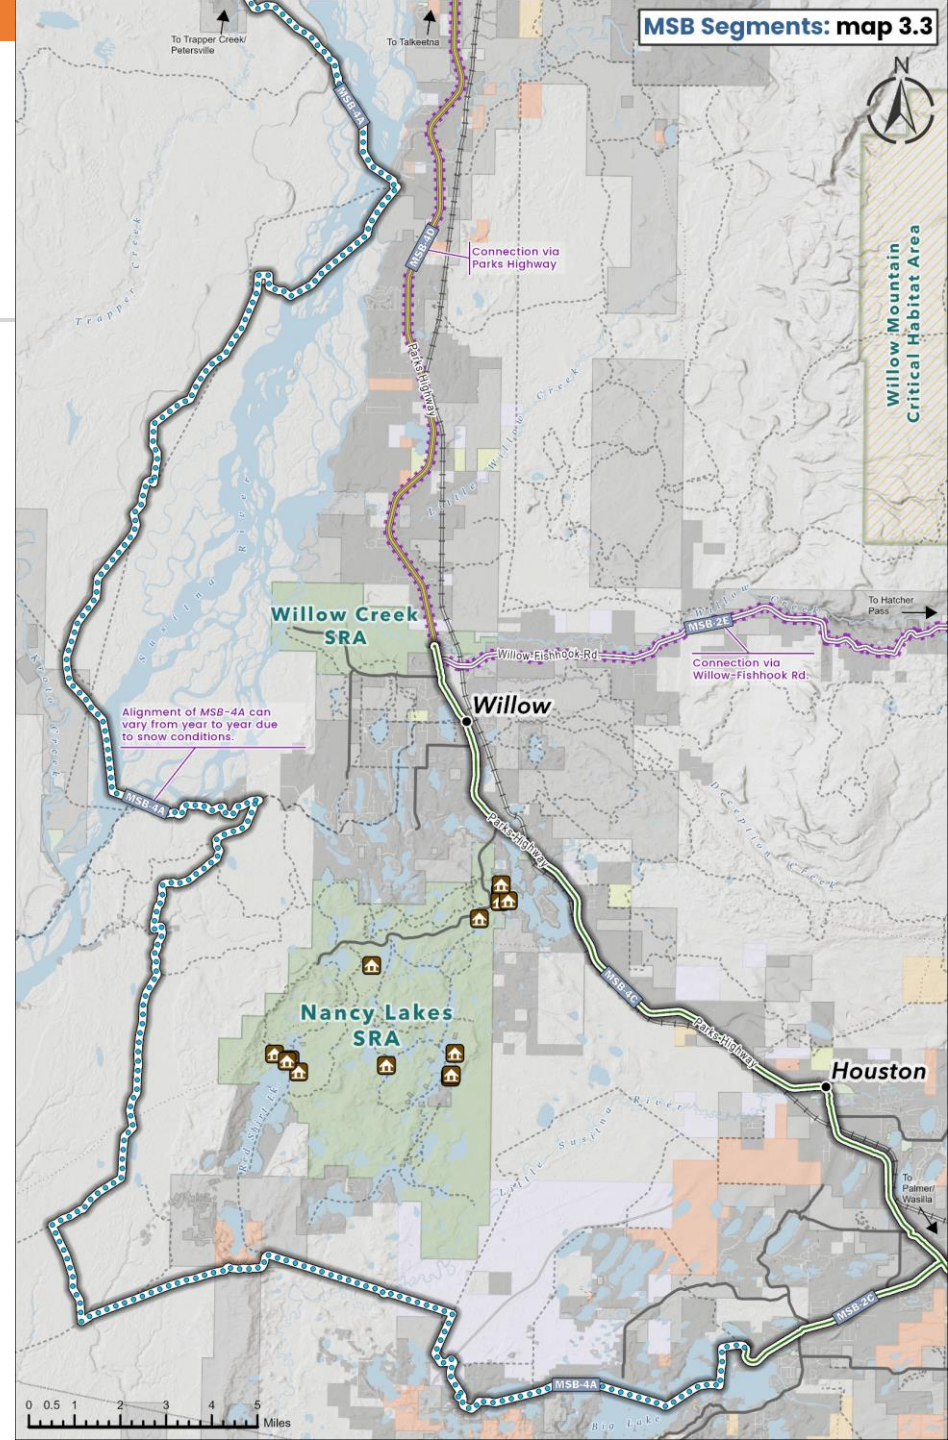 MSB Segments: map 3.3
To Trapper Creek/
Petersville
To Talkeetna
N
MSB-4A
MSB-4D
Connection via
Parks Highway
Willow Mountain
Critical Habitat Area
Trapper Creek
Parks Highway
Little Willow Creek
Susitna River
Willow Creek
To Hatcher
Pass
MSB-2E
Willow Creek
SRA
Willow-Fishhook Rd.
Connection via
Willow-Fishhook Rd.
Willow
Alignment of MSB-4A can
vary from year to year due
to snow conditions.
MSB-4A
Deception Creek
Parks Highway
MSB-4C
Nancy Lakes
SRA
Parks Highway
Houston
Red Shirt Lk
Little Susitna River
To
Palmer/
Wasilla
MSB-2C
MSB-4A
Big Lake
0 0.5 1 2 3 4 5
Miles